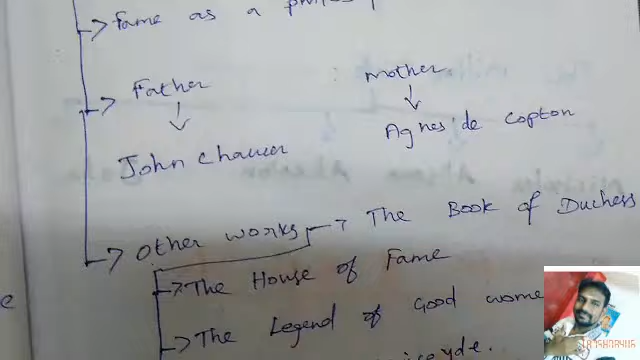 Fame as a
Father
mother
John Chaucer
Agnes de Copton
Other works
The Book of Duchess
The House of Fame
The Legend of Good wome